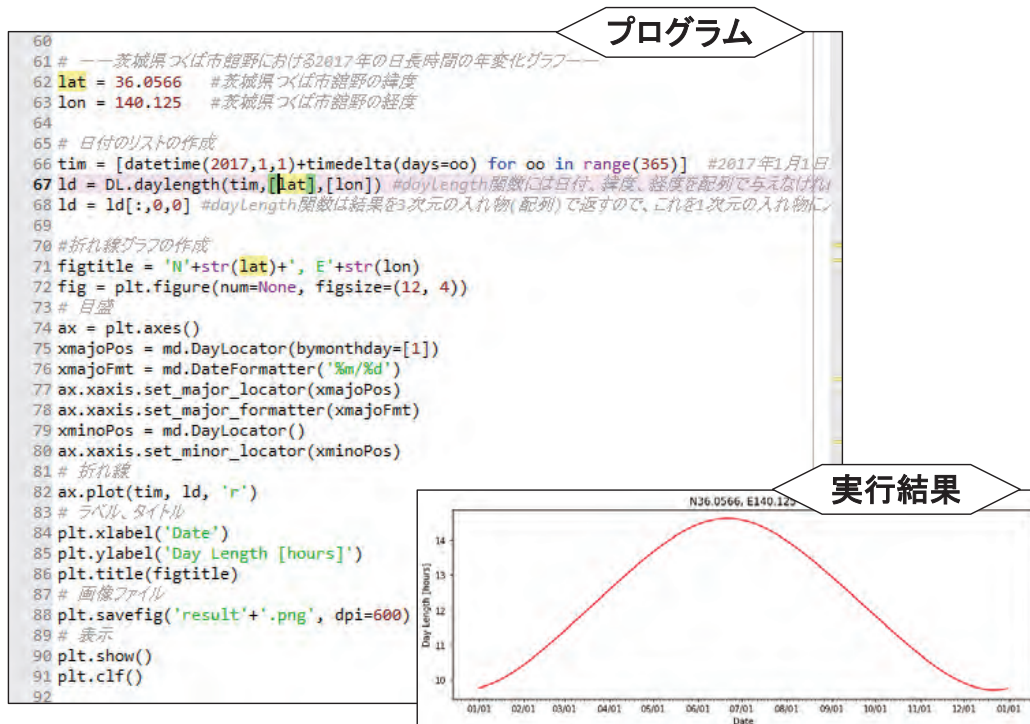 プログラム
60
61 # ーー茨城県つくば市舘野における2017年の日長時間の年変化グラフーー
62 lat = 36.0566 #茨城県つくば市舘野の緯度
63 lon = 140.125 #茨城県つくば市舘野の経度
64
65 # 日付のリストの作成
66 tim = [datetime(2017,1,1)+timedelta(days=oo) for oo in range(365)] #2017年1月1日
67 ld = DL.daylength(tim,[lat],[lon]) #daylength関数には日付、緯度、経度を配列で与えなけれ
68 ld = ld[:,0,0] #daylength関数は結果を3次元の入れ物(配列)で返すので、これを1次元の入れ物に
69
70 #折れ線グラフの作成
71 figtitle = 'N'+str(lat)+', E'+str(lon)
72 fig = plt.figure(num=None, figsize=(12, 4))
73 # 目盛
74 ax = plt.axes()
75 xmajoPos = md.DayLocator(bymonthday=[1])
76 xmajoFmt = md.DateFormatter('%m/%d')
77 ax.xaxis.set_major_locator(xmajoPos)
78 ax.xaxis.set_major_formatter(xmajoFmt)
79 xminoPos = md.DayLocator()
80 ax.xaxis.set_minor_locator(xminoPos)
81 # 折れ線
82 ax.plot(tim, ld, 'r')
83 # ラベル、タイトル
84 plt.xlabel('Date')
85 plt.ylabel('Day Length [hours]')
86 plt.title(figtitle)
87 # 画像ファイル
88 plt.savefig('result'+'.png', dpi=600)
89 # 表示
90 plt.show()
91 plt.clf()
92
実行結果
N36.0566, E140.125
Day Length [hours]
14
13
12
11
10
01/01 02/01 03/01 04/01 05/01 06/01 07/01 08/01 09/01 10/01 11/01 12/01 01/01
Date